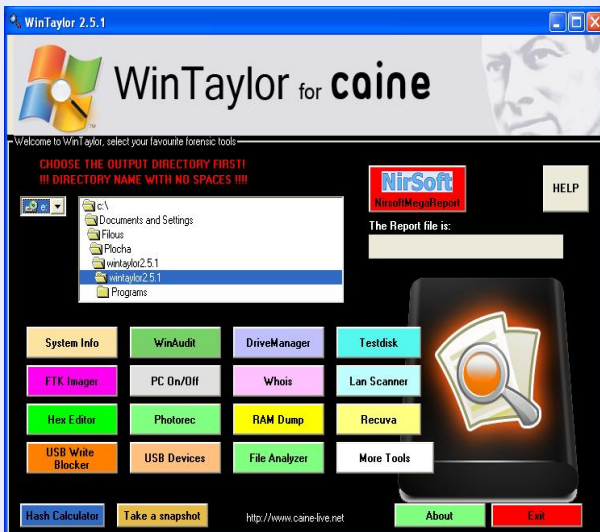 WinTaylor 2.5.1
WinTaylor for caine
Welcome to WinTaylor, select your favourite forensic tools
CHOOSE THE OUTPUT DIRECTORY FIRST!
!!! DIRECTORY NAME WITH NO SPACES !!!!
NirSoft
NirsoftMegaReport
HELP
e:
c:\
Documents and Settings
Filous
Plocha
wintaylor2.5.1
wintaylor2.5.1
Programs
The Report file is:
System Info
WinAudit
DriveManager
Testdisk
FTK Imager
PC On/Off
Whois
Lan Scanner
Hex Editor
Photorec
RAM Dump
Recuva
USB Write
Blocker
USB Devices
File Analyzer
More Tools
Hash Calculator
Take a snapshot
http://www.caine-live.net
About
Exit